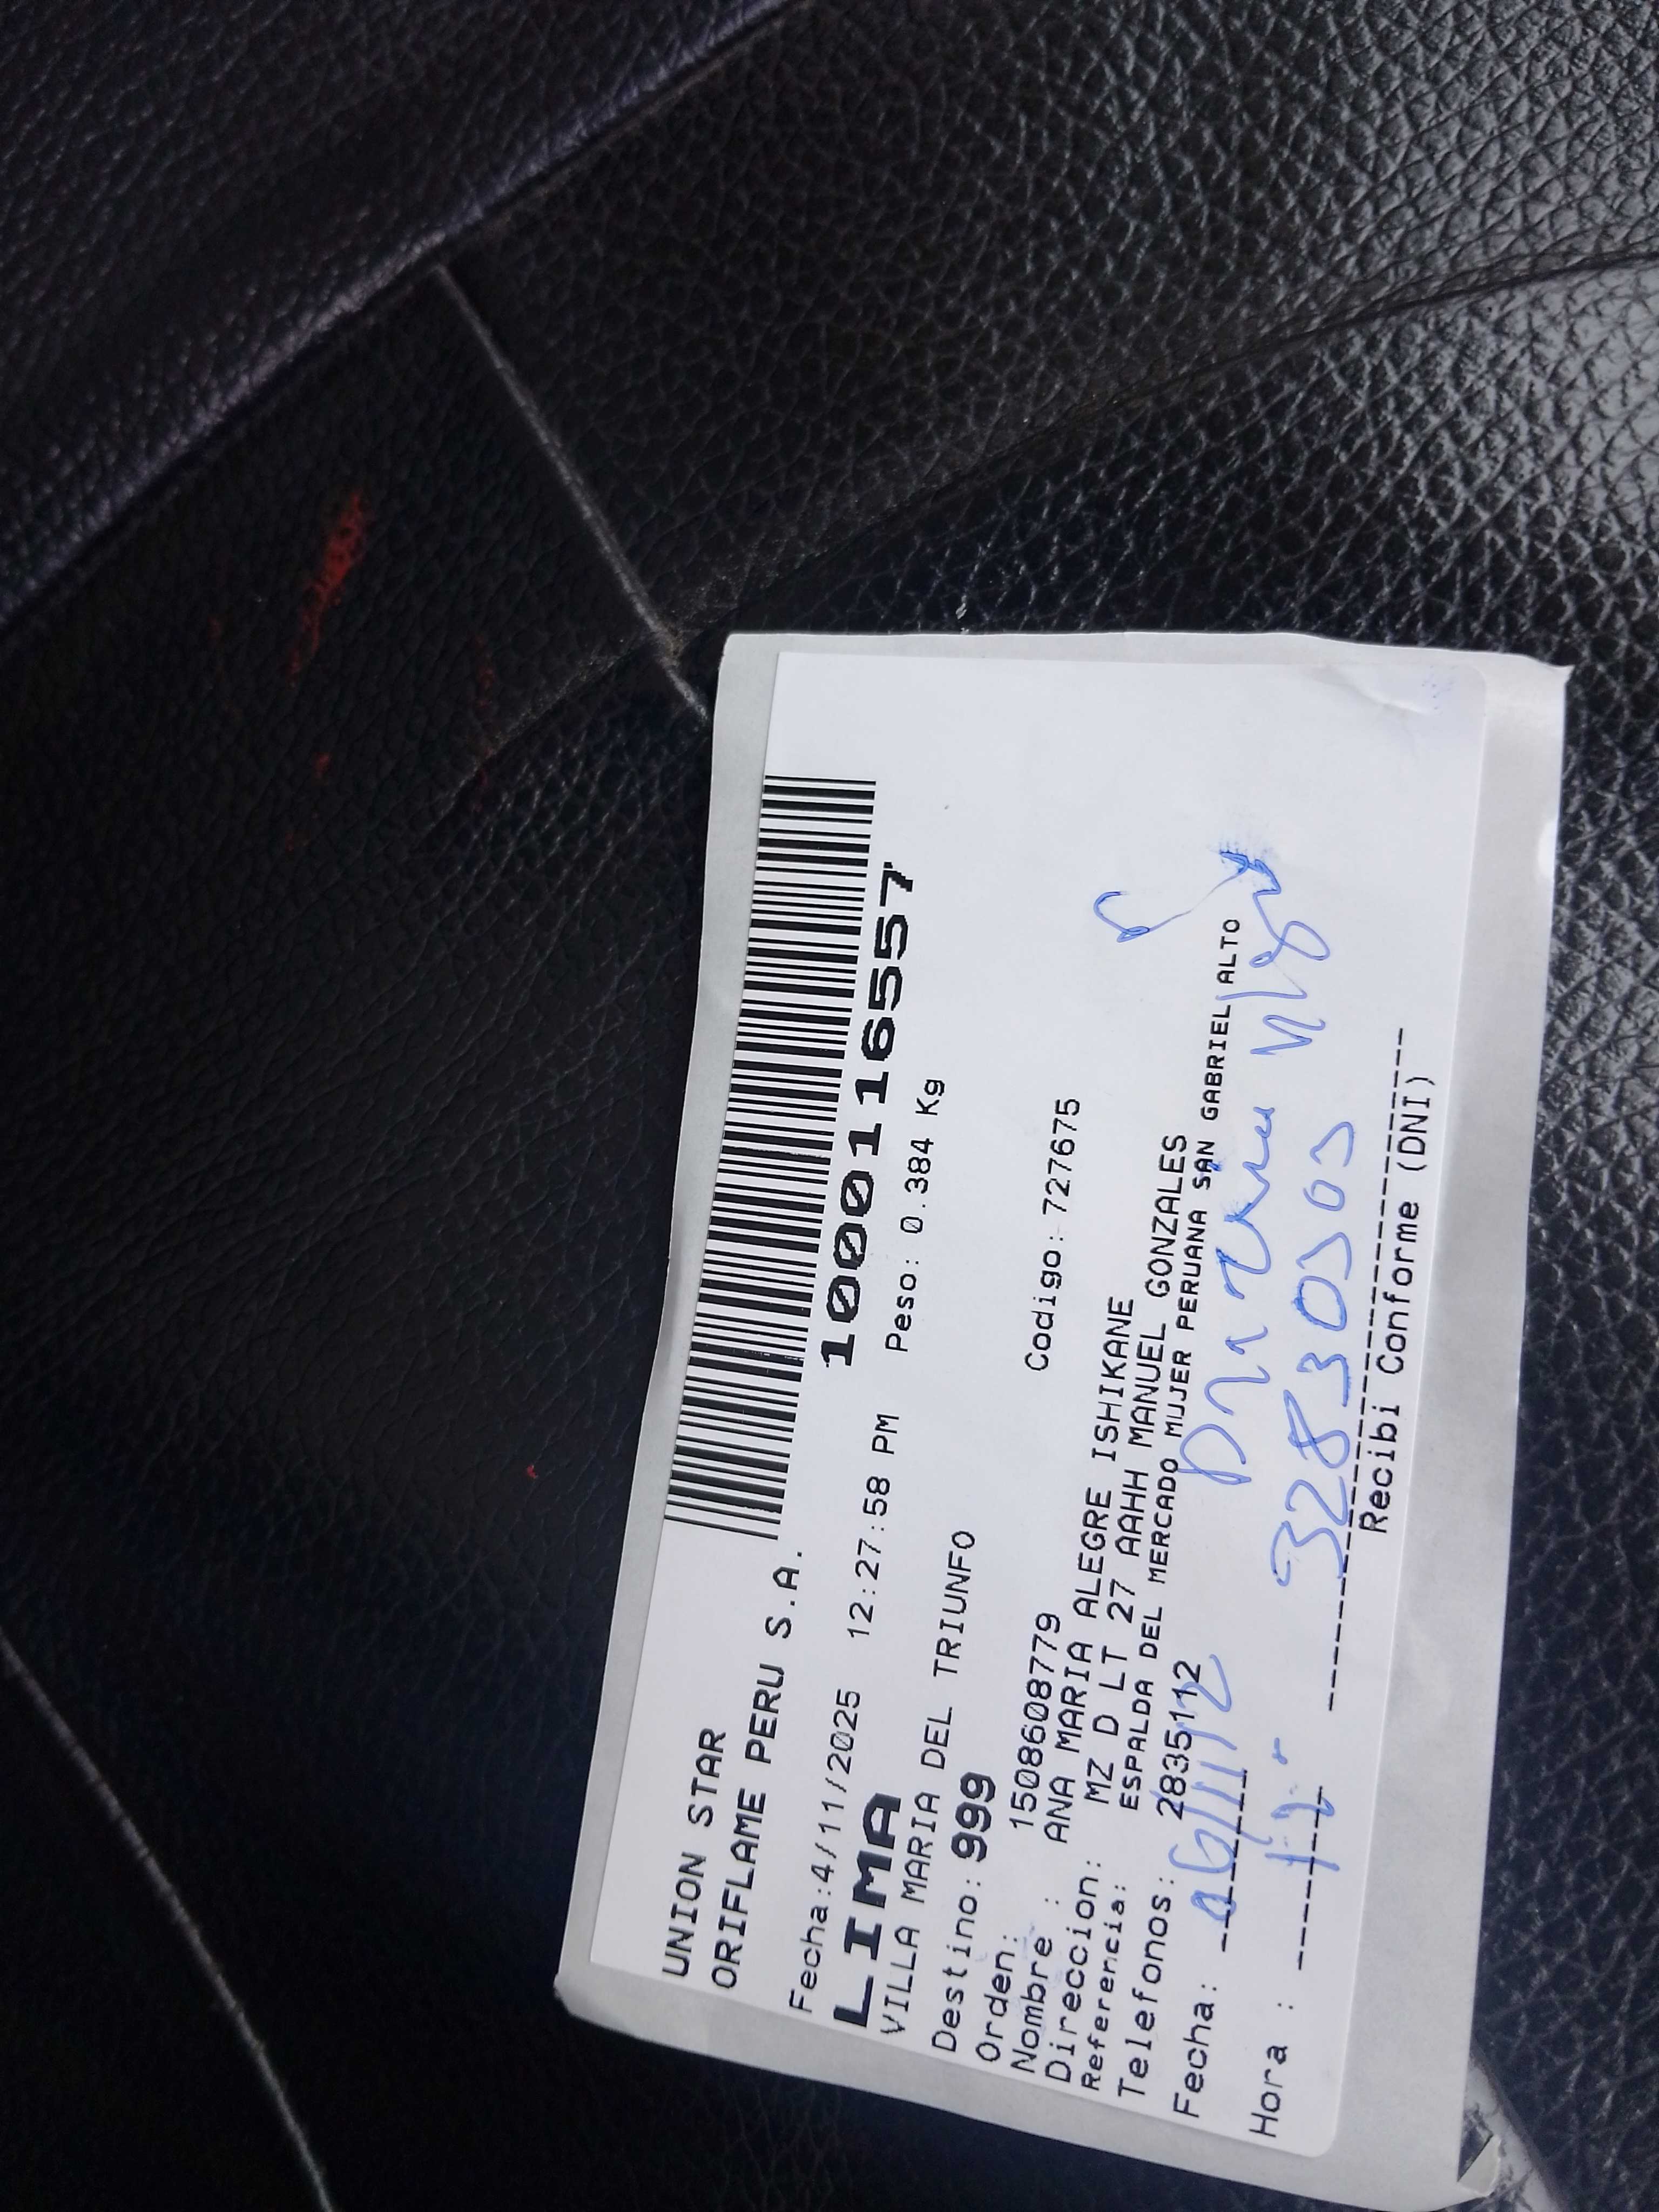 UNION STAR
ORIFLAME PERU S.A.
1000116557
Fecha:4/11/2025 12:27:58 PM Peso: 0.384 Kg
LIMA
VILLA MARIA DEL TRIUNFO
Destino: 999
Orden: 1508608779 Codigo: 727675
Nombre : ANA MARIA ALEGRE ISHIKANE
Direccion: MZ D LT 27 AAHH MANUEL GONZALES
Referencia: ESPALDA DEL MERCADO MUJER PERUANA SAN GABRIEL ALTO
Telefonos: 2835112
Fecha:
Hora :
Recibi Conforme (DNI)